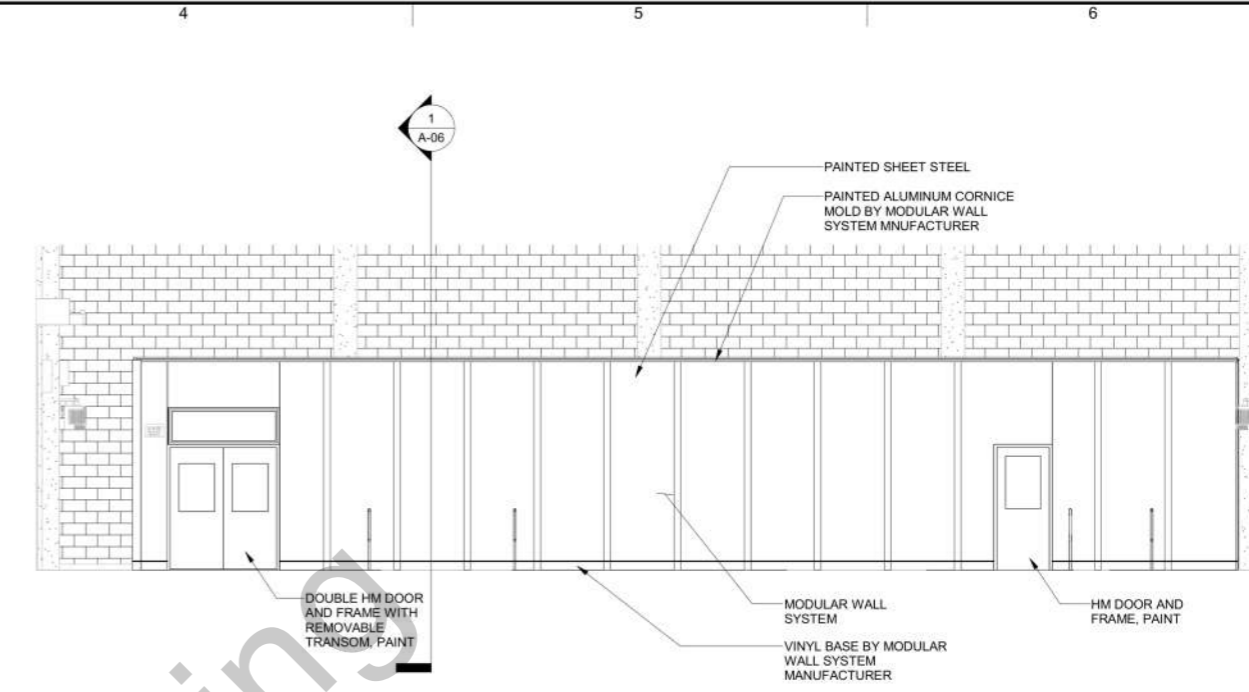 4
5
6
1
A-06
PAINTED SHEET STEEL
PAINTED ALUMINUM CORNICE
MOLD BY MODULAR WALL
SYSTEM MNUFACTURER
DOUBLE HM DOOR
AND FRAME WITH
REMOVABLE
TRANSOM, PAINT
MODULAR WALL
SYSTEM
VINYL BASE BY MODULAR
WALL SYSTEM
MANUFACTURER
HM DOOR AND
FRAME, PAINT
ing